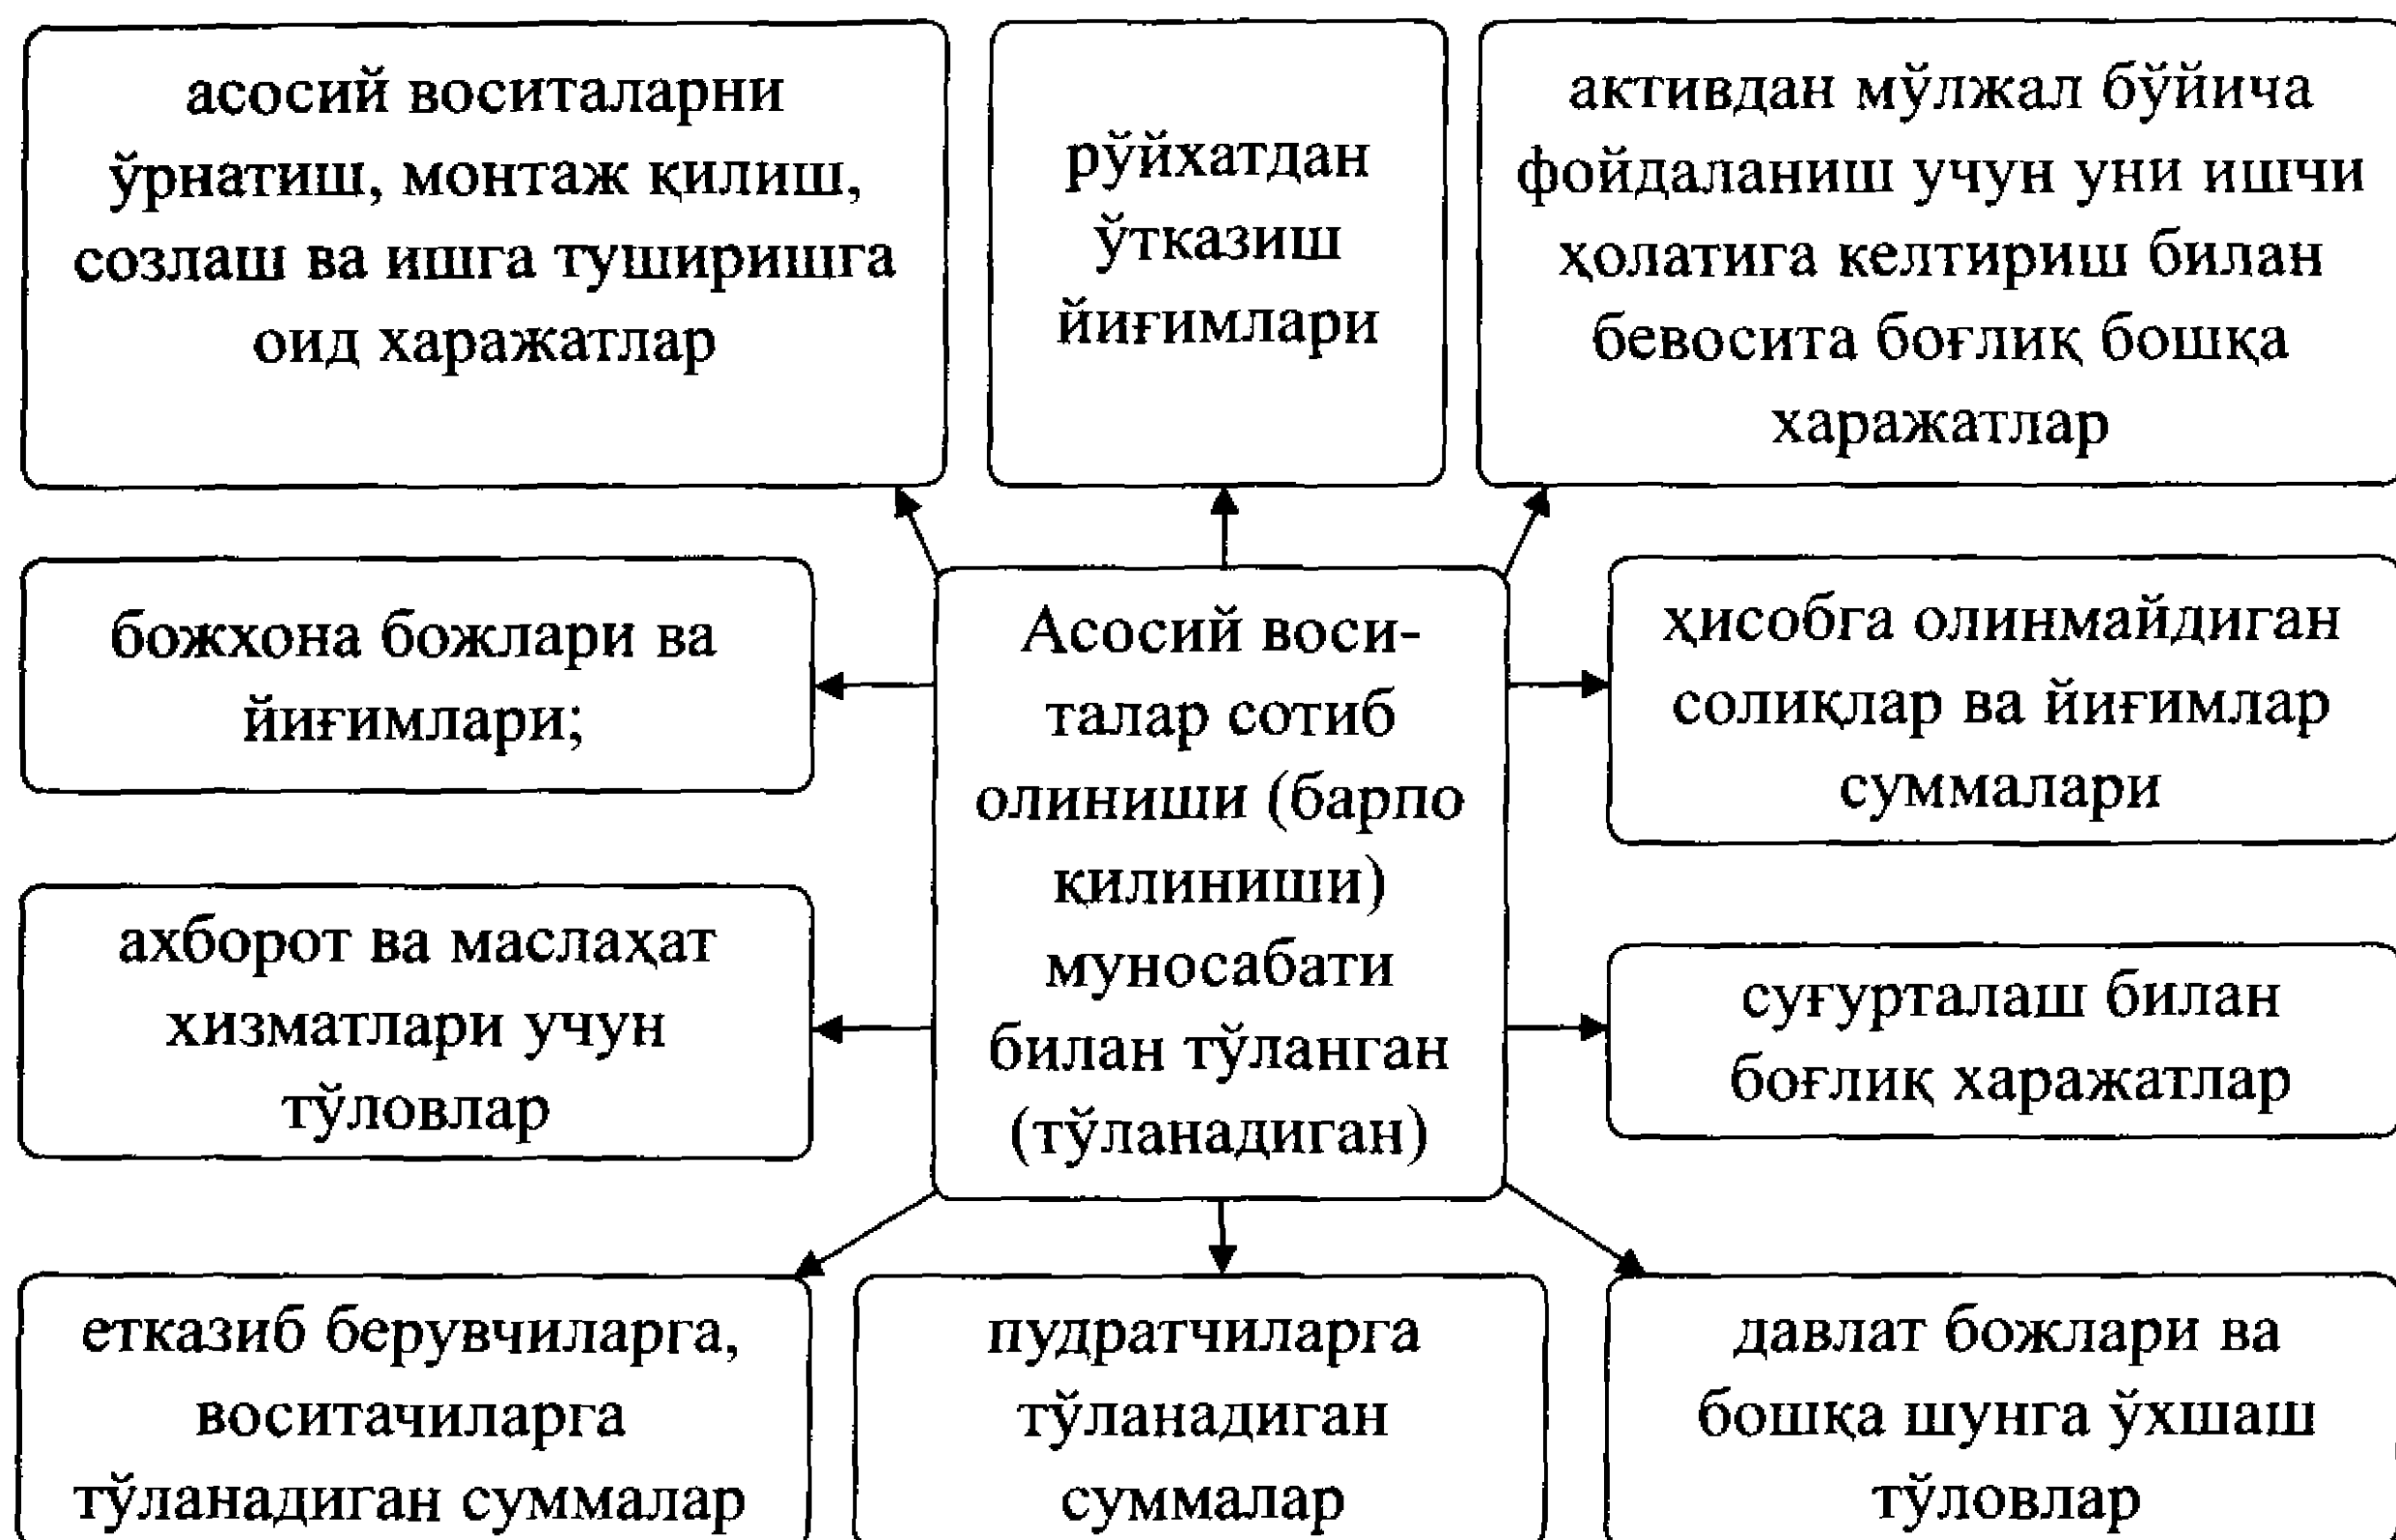 асосий воситаларни
ўрнатиш, монтаж қилиш,
созлаш ва ишга туширишга
оид харажатлар
рўйхатдан
ўтказиш
йиғимлари
активдан мўлжал бўйича
фойдаланиш учун уни ишчи
ҳолатига келтириш билан
бевосита боғлиқ бошқа
харажатлар
божхона божлари ва
йиғимлари;
Асосий воси-
талар сотиб
олиниши (барпо
қилиниши)
муносабати
билан тўланган
(тўланадиган)
ҳисобга олинмайдиган
солиқлар ва йиғимлар
суммалари
ахборот ва маслаҳат
хизматлари учун
тўловлар
суғурталаш билан
боғлиқ харажатлар
етказиб берувчиларга,
воситачиларга
тўланадиган суммалар
пудратчиларга
тўланадиган
суммалар
давлат божлари ва
бошқа шунга ўхшаш
тўловлар